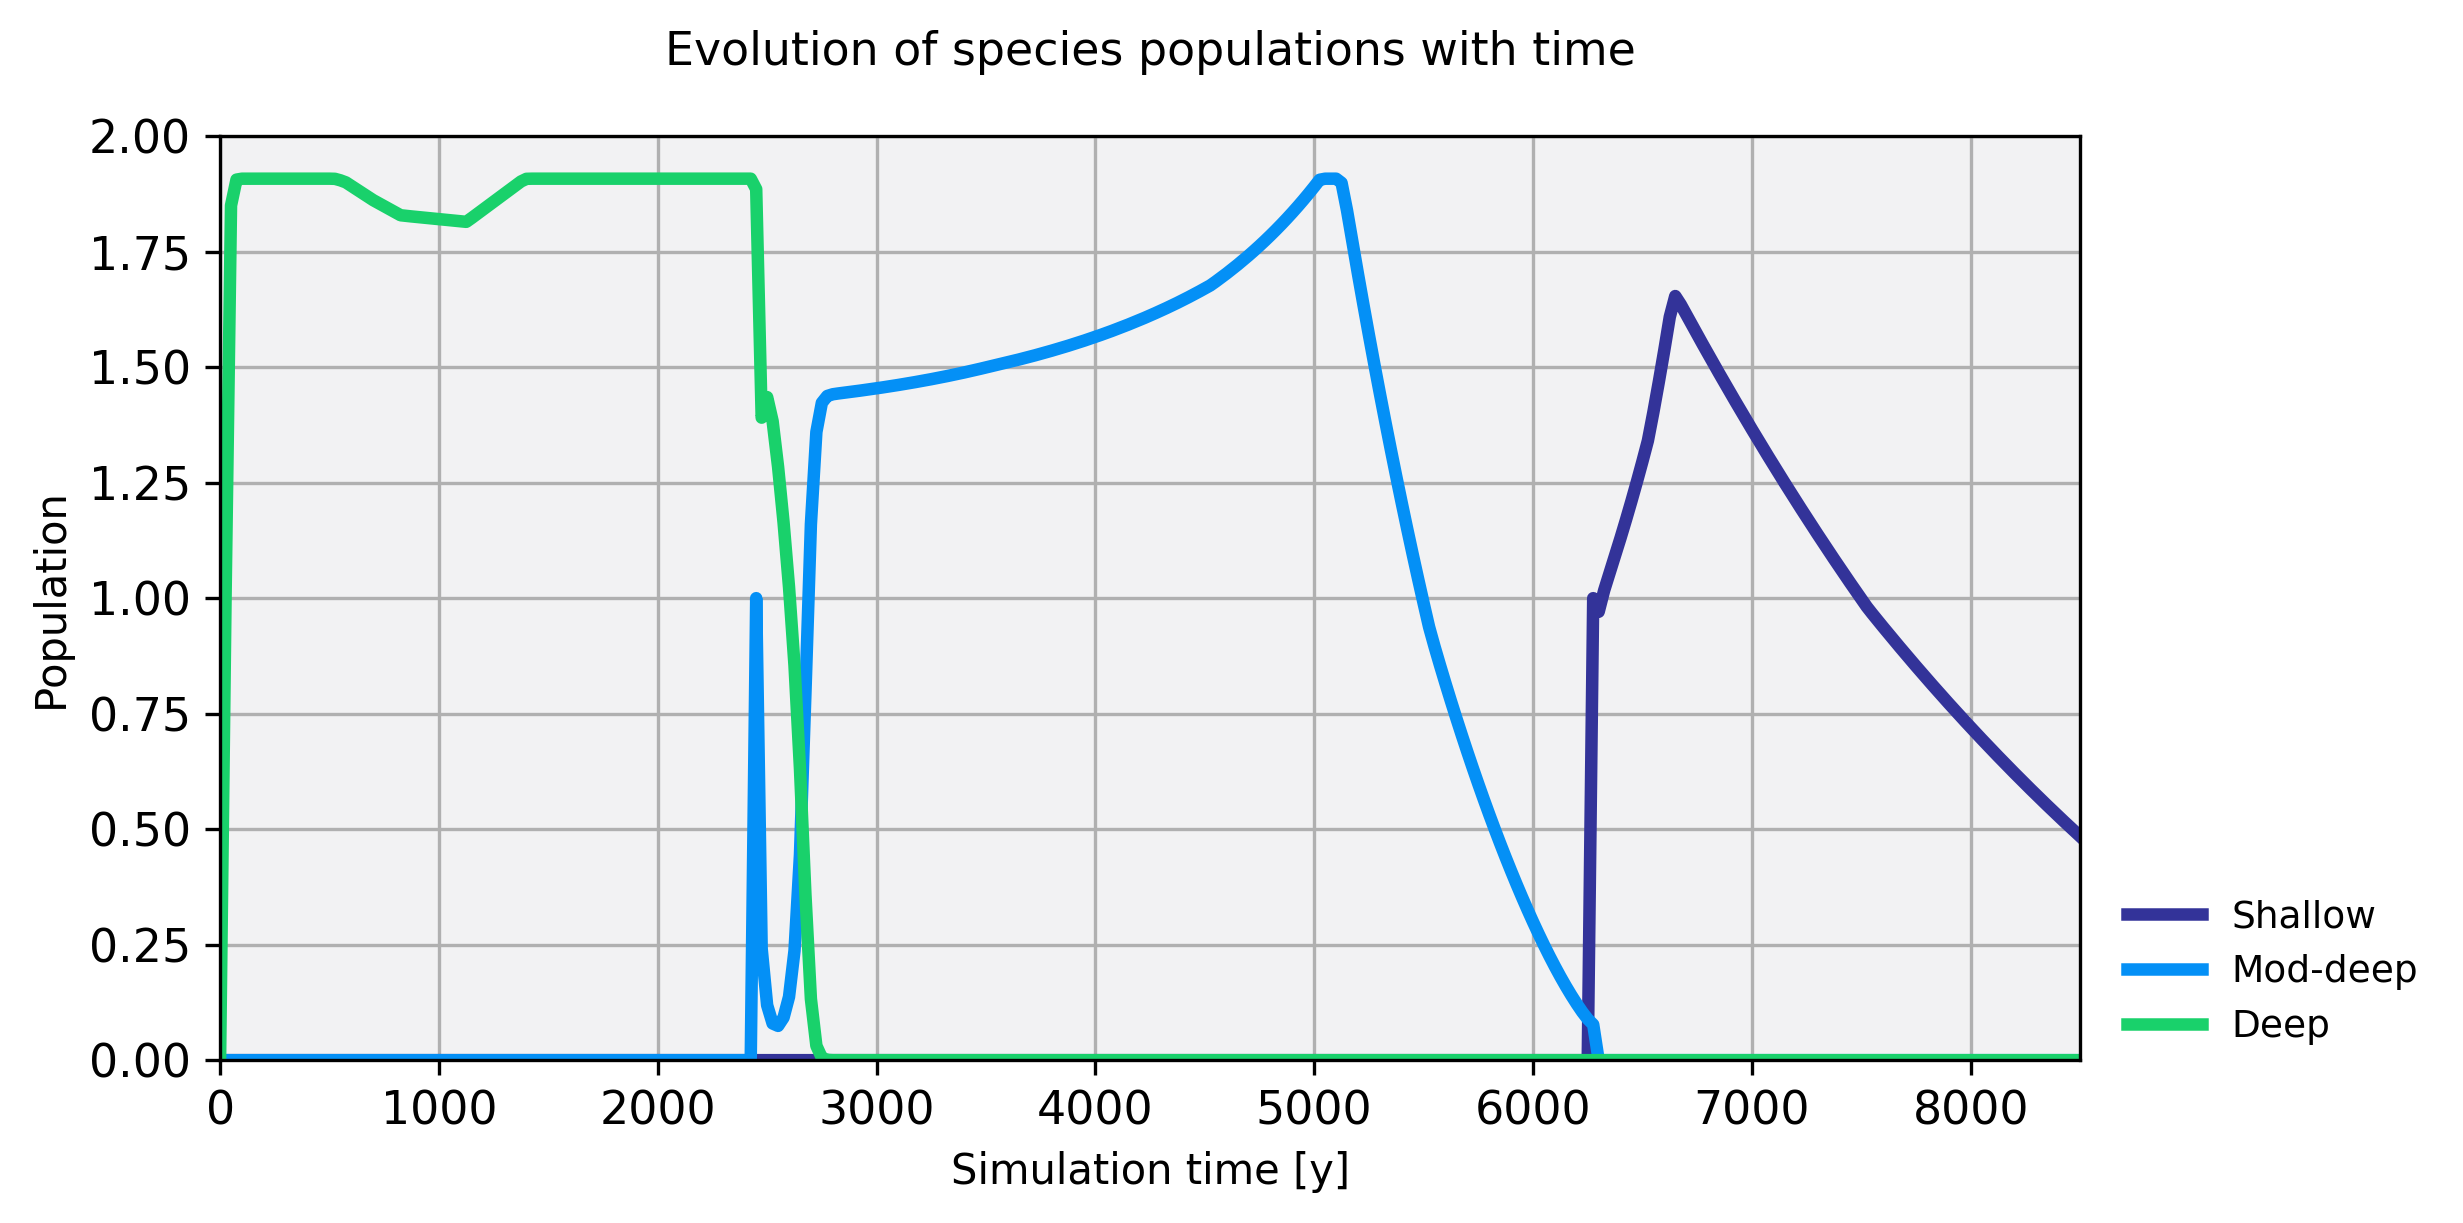 Evolution of species populations with time
2.00
1.75
1.50
1.25
1.00
0.75
0.50
0.25
0.00
Population
0 1000 2000 3000 4000 5000 6000 7000 8000
Simulation time [y]
Shallow
Mod-deep
Deep